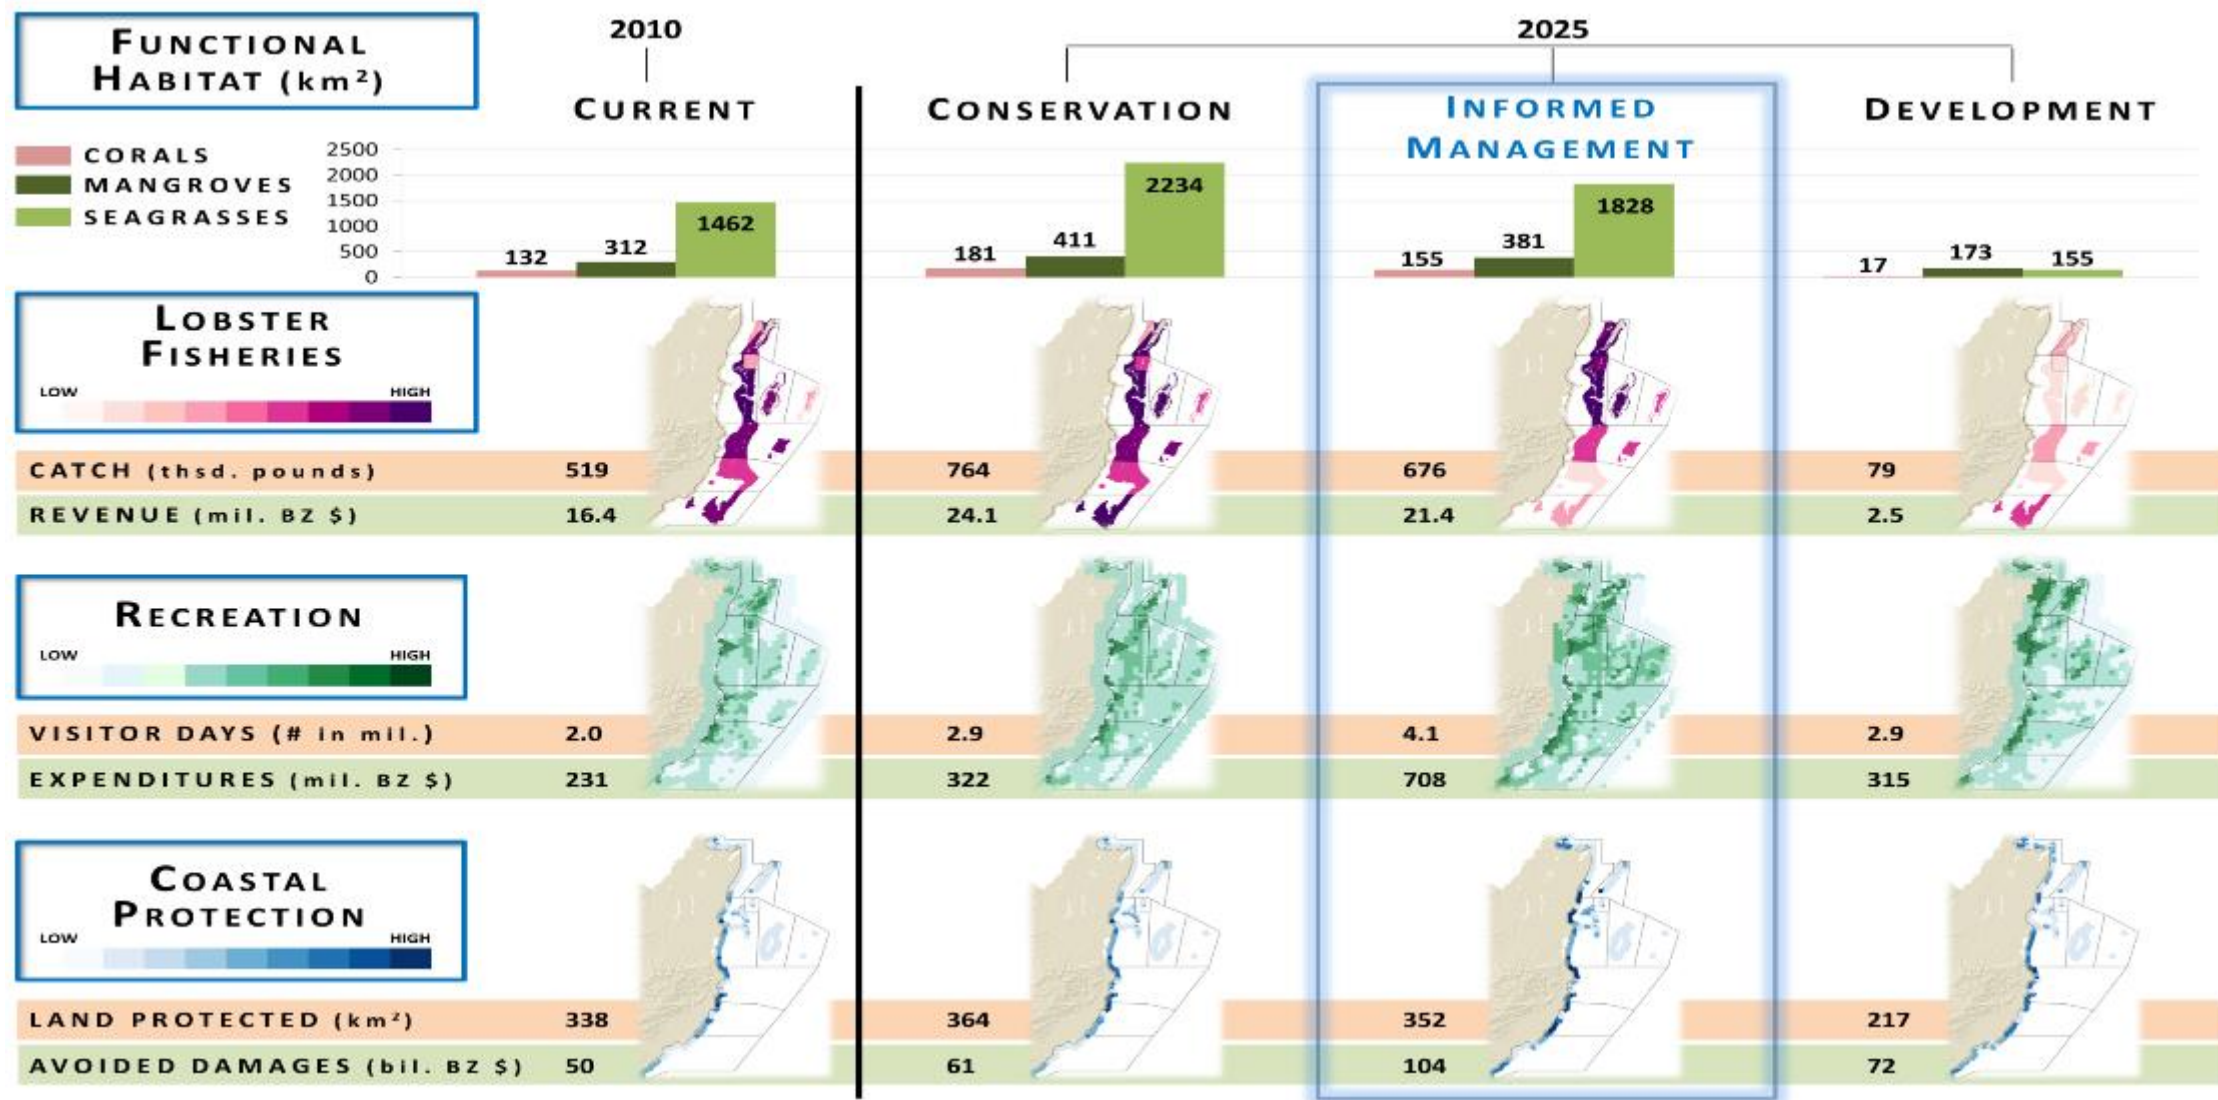 FUNCTIONAL
HABITAT (km²)
2010
2025
CURRENT
CONSERVATION
INFORMED
MANAGEMENT
DEVELOPMENT
CORALS
MANGROVES
SEAGRASSES
2500
2000
1500
1000
500
0
132
312
1462
181
411
2234
155
381
1828
17
173
155
LOBSTER
FISHERIES
LOW HIGH
CATCH (thsd. pounds) 519 764 676 79
REVENUE (mil. BZ $) 16.4 24.1 21.4 2.5
RECREATION
LOW HIGH
VISITOR DAYS (# in mil.) 2.0 2.9 4.1 2.9
EXPENDITURES (mil. BZ $) 231 322 708 315
COASTAL
PROTECTION
LOW HIGH
LAND PROTECTED (km²) 338 364 352 217
AVOIDED DAMAGES (bil. BZ $) 50 61 104 72